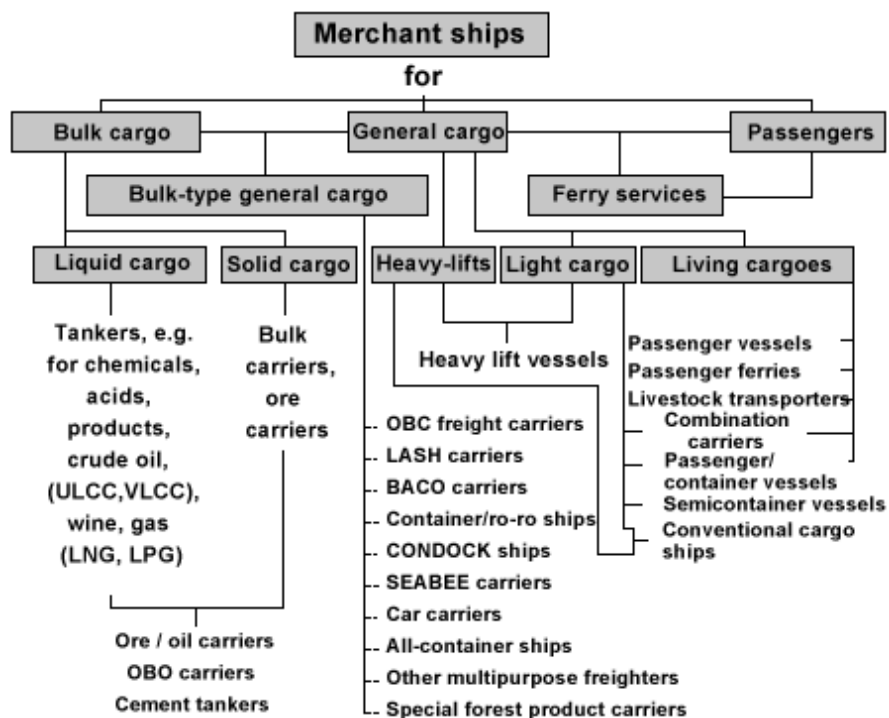 Merchant ships
for
Bulk cargo
General cargo
Passengers
Bulk-type general cargo
Ferry services
Liquid cargo
Solid cargo
Heavy-lifts
Light cargo
Living cargoes
Tankers, e.g.
for chemicals,
acids,
products,
crude oil,
(ULCC,VLCC),
wine, gas
(LNG, LPG)
Bulk
carriers,
ore
carriers
Heavy lift vessels
Passenger vessels
Passenger ferries
Livestock transporters
Combination
carriers
Passenger/
container vessels
Semicontainer vessels
Conventional cargo
ships
OBC freight carriers
LASH carriers
BACO carriers
Container/ro-ro ships
CONDOCK ships
SEABEE carriers
Car carriers
All-container ships
Other multipurpose freighters
Special forest product carriers
Ore / oil carriers
OBO carriers
Cement tankers